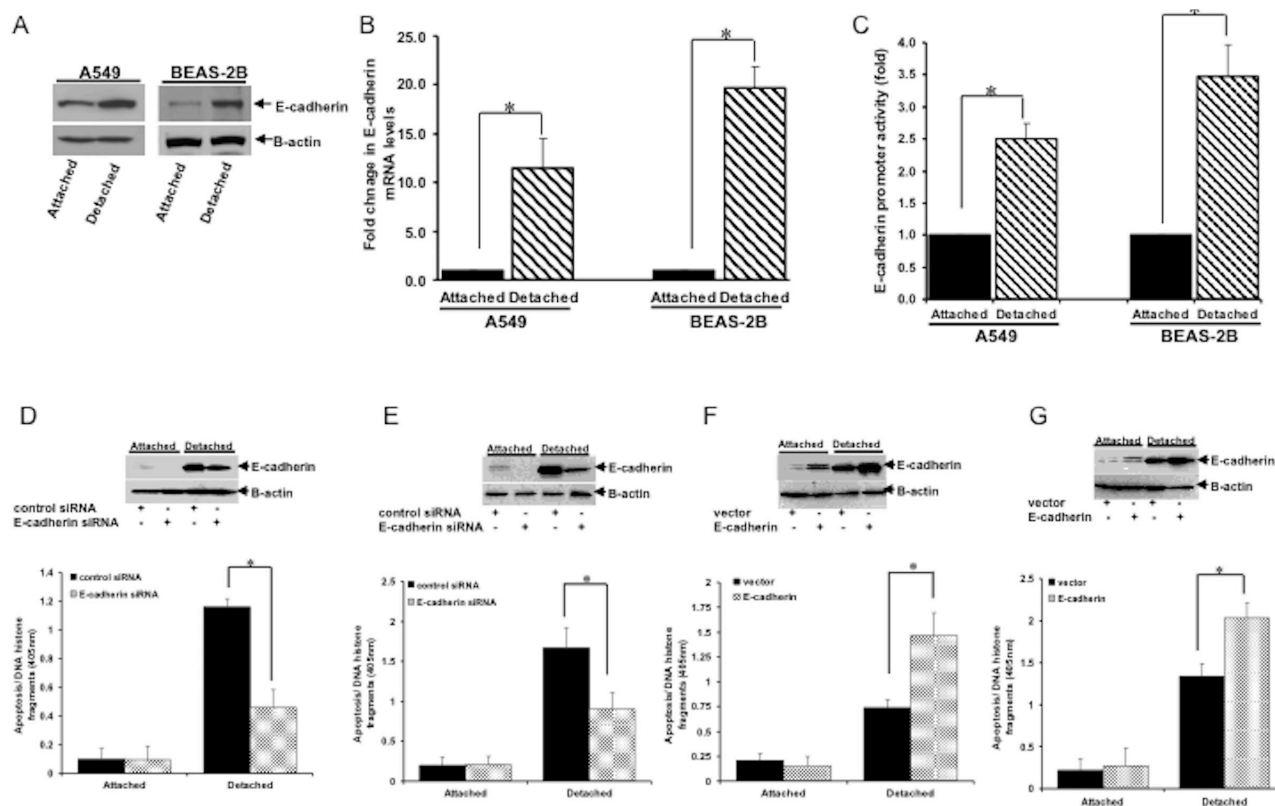 A
A549
BEAS-2B
E-cadherin
B-actin
Attached
Detached
Attached
Detached
B
Fold chnage in E-cadherin
mRNA levels
25.0
20.0
15.0
10.0
5.0
0.0
*
*
Attached Detached
Attached Detached
A549
BEAS-2B
C
E-cadherin promoter activity (fold)
4.0
3.5
3.0
2.5
2.0
1.5
1.0
0.5
0.0
*
Attached Detached
Attached Detached
A549
BEAS-2B
D
Attached Detached
E-cadherin
B-actin
control siRNA + - + -
E-cadherin siRNA - + - +
Apoptosis/ DNA histone
fragments (405nm)
1.4
1.2
1
0.8
0.6
0.4
0.2
0
control siRNA
E-cadherin siRNA
*
Attached
Detached
E
Attached Detached
E-cadherin
B-actin
control siRNA + - + -
E-cadherin siRNA - + - +
Apoptosis/ DNA histone
fragments (405nm)
2.5
2
1.5
1
0.5
0
control siRNA
E-cadherin siRNA
*
Attached
Detached
F
Attached Detached
E-cadherin
B-actin
vector + - + -
E-cadherin - + - +
Apoptosis/DNA histone
fragments (405nm)
2
1.75
1.5
1.25
1
0.75
0.5
0.25
0
vector
E-cadherin
*
Attached
Detached
G
Attached Detached
E-cadherin
B-actin
vector + - + -
E-cadherin - + - +
Apoptosis/ DNA histone
fragments (405nm)
2.5
2
1.5
1
0.5
0
vector
E-cadherin
*
Attached
Detached